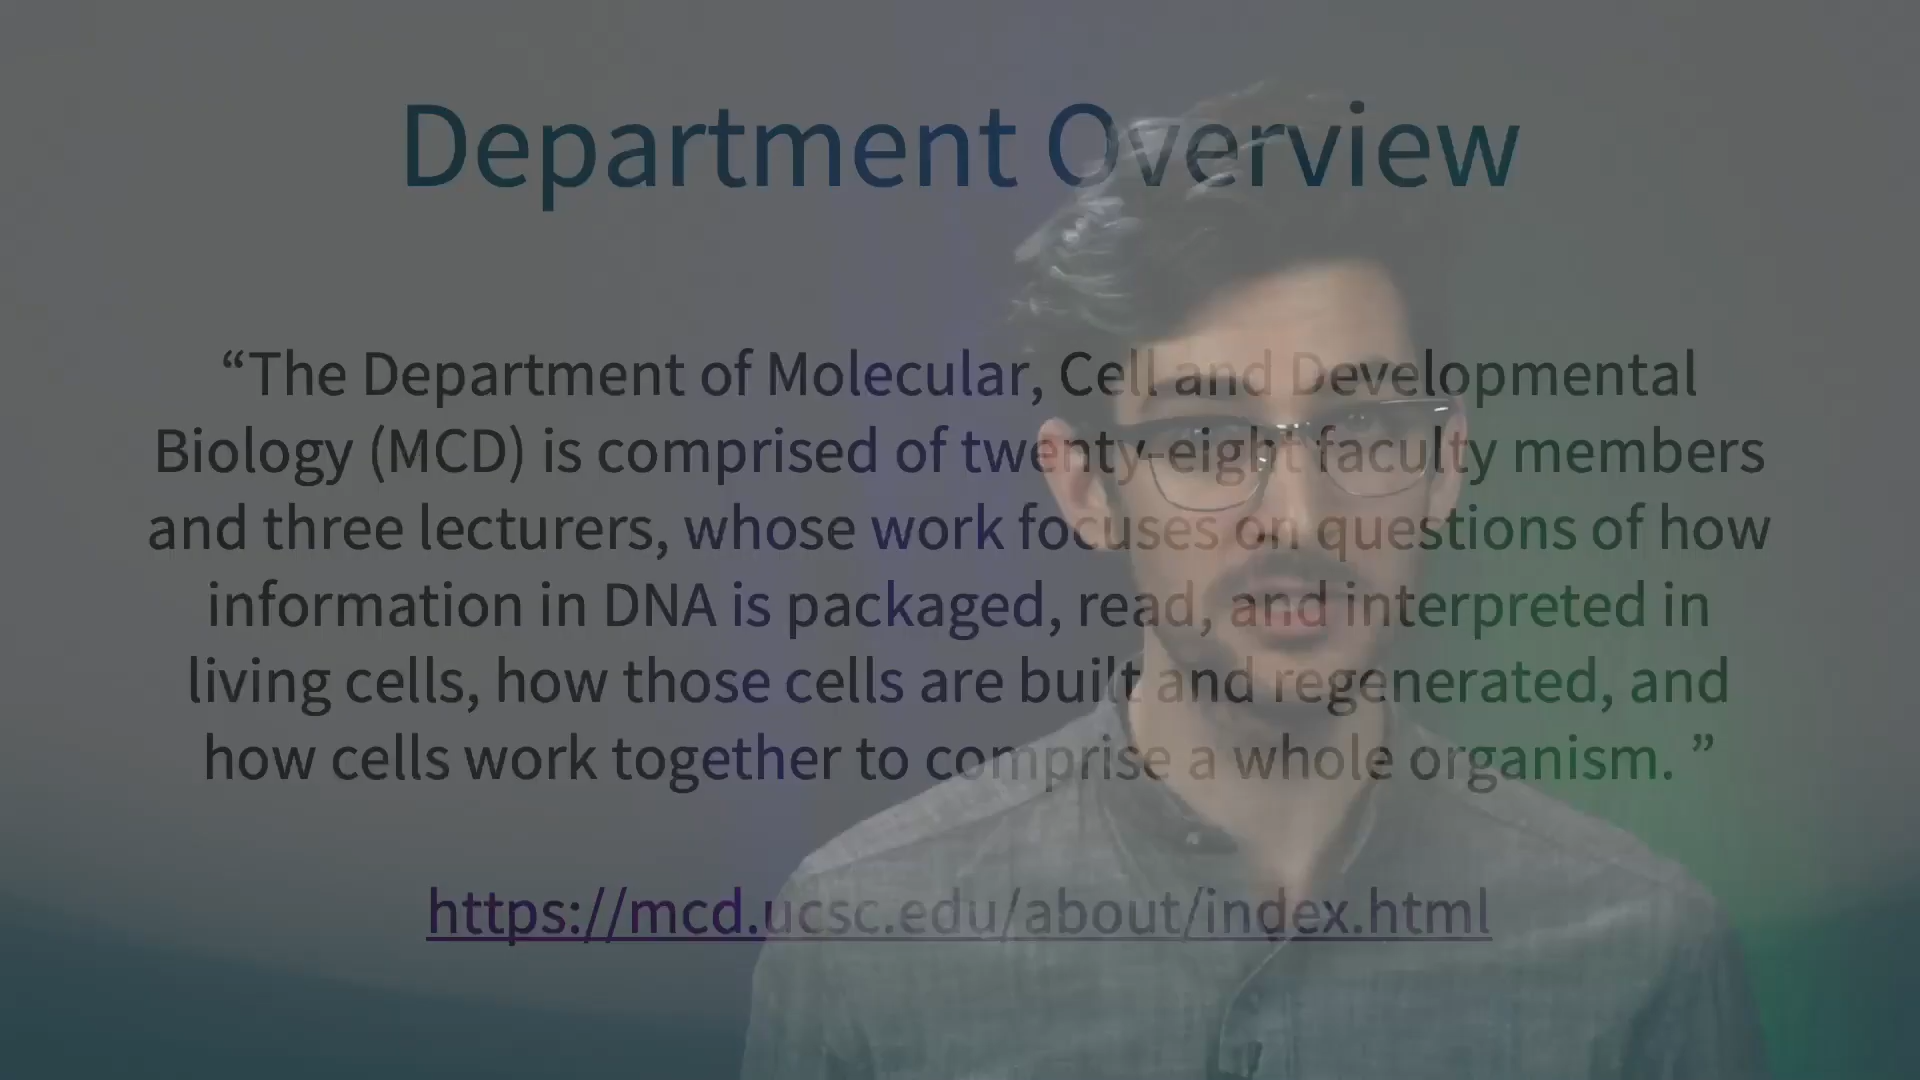 Department Overview
“The Department of Molecular, Cell and Developmental
Biology (MCD) is comprised of twenty-eight faculty members
and three lecturers, whose work focuses on questions of how
information in DNA is packaged, read, and interpreted in
living cells, how those cells are built and regenerated, and
how cells work together to comprise a whole organism. ”
https://mcd.ucsc.edu/about/index.html